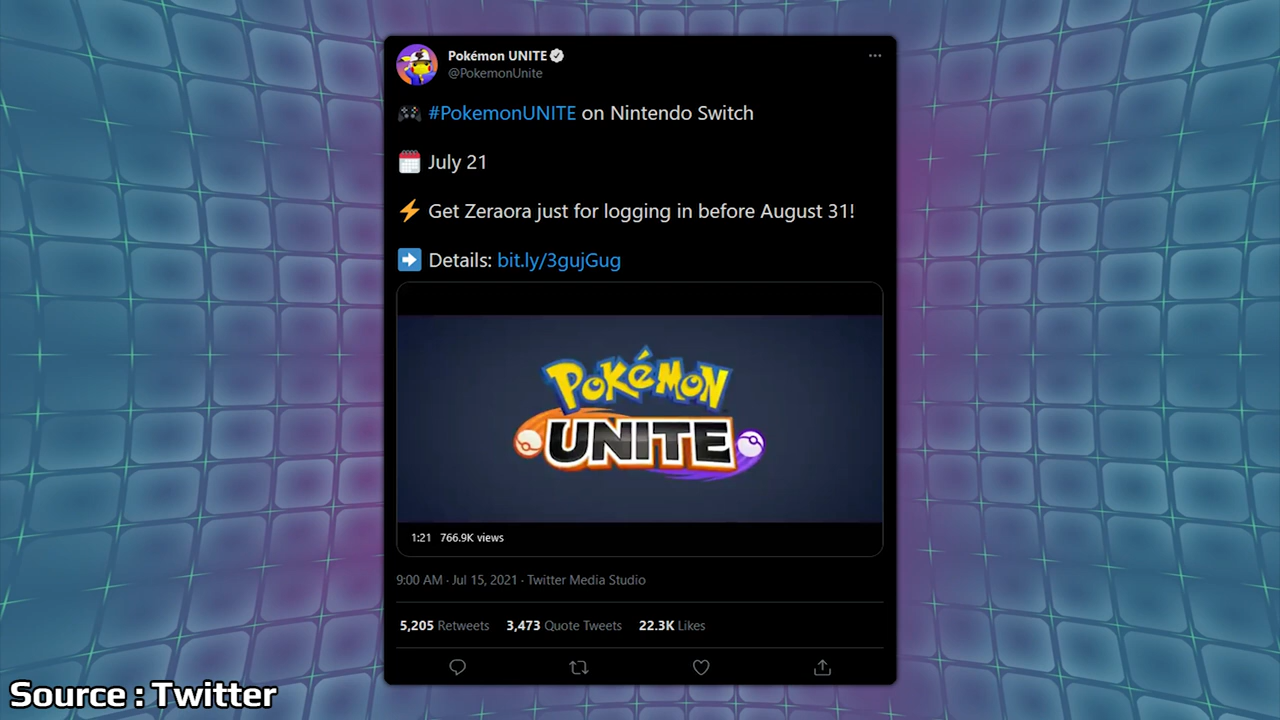 Pokémon UNITE
@PokemonUnite
#PokemonUNITE on Nintendo Switch
July 21
Get Zeraora just for logging in before August 31!
Details: bit.ly/3gujGug
POKéMON
UNITE
1:21 766.9K views
9:00 AM · Jul 15, 2021 · Twitter Media Studio
5,205 Retweets 3,473 Quote Tweets 22.3K Likes
Source : Twitter